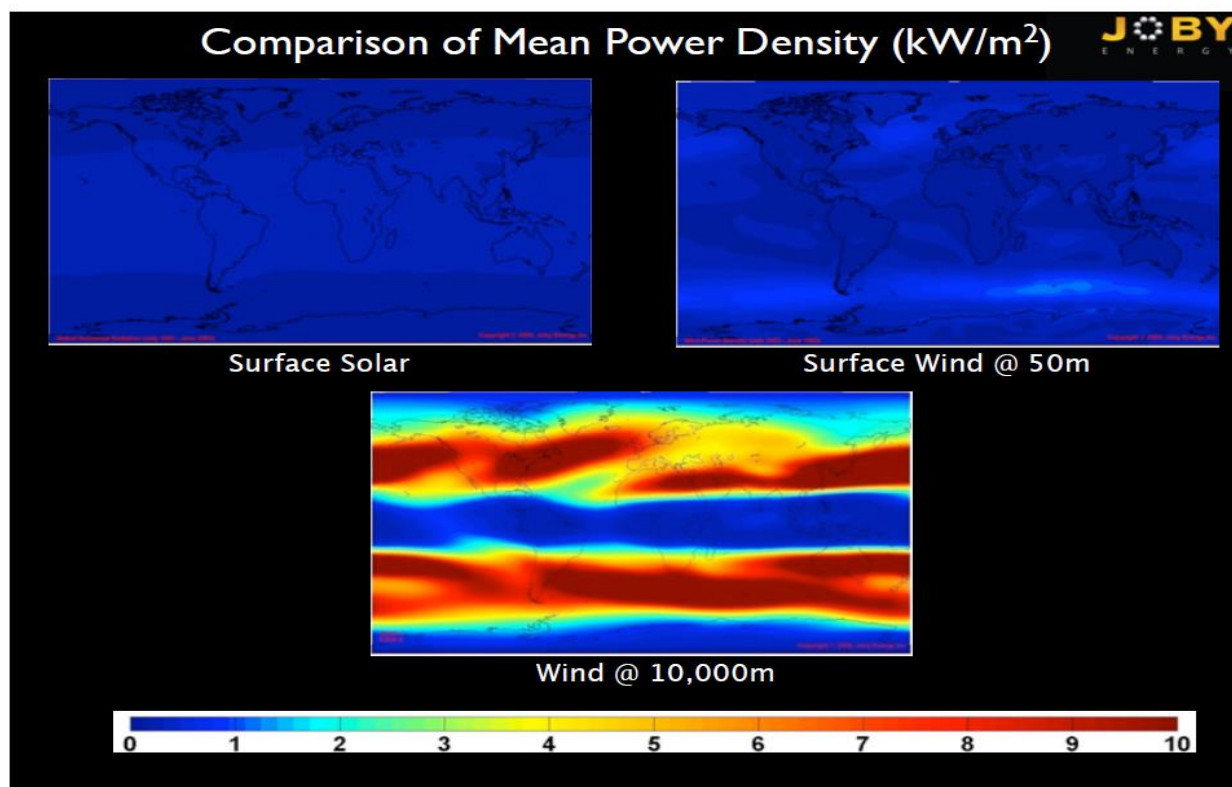 Comparison of Mean Power Density (kW/m²)
JOBY
ENERGY
Surface Solar
Surface Wind @ 50m
Wind @ 10,000m
0 1 2 3 4 5 6 7 8 9 10